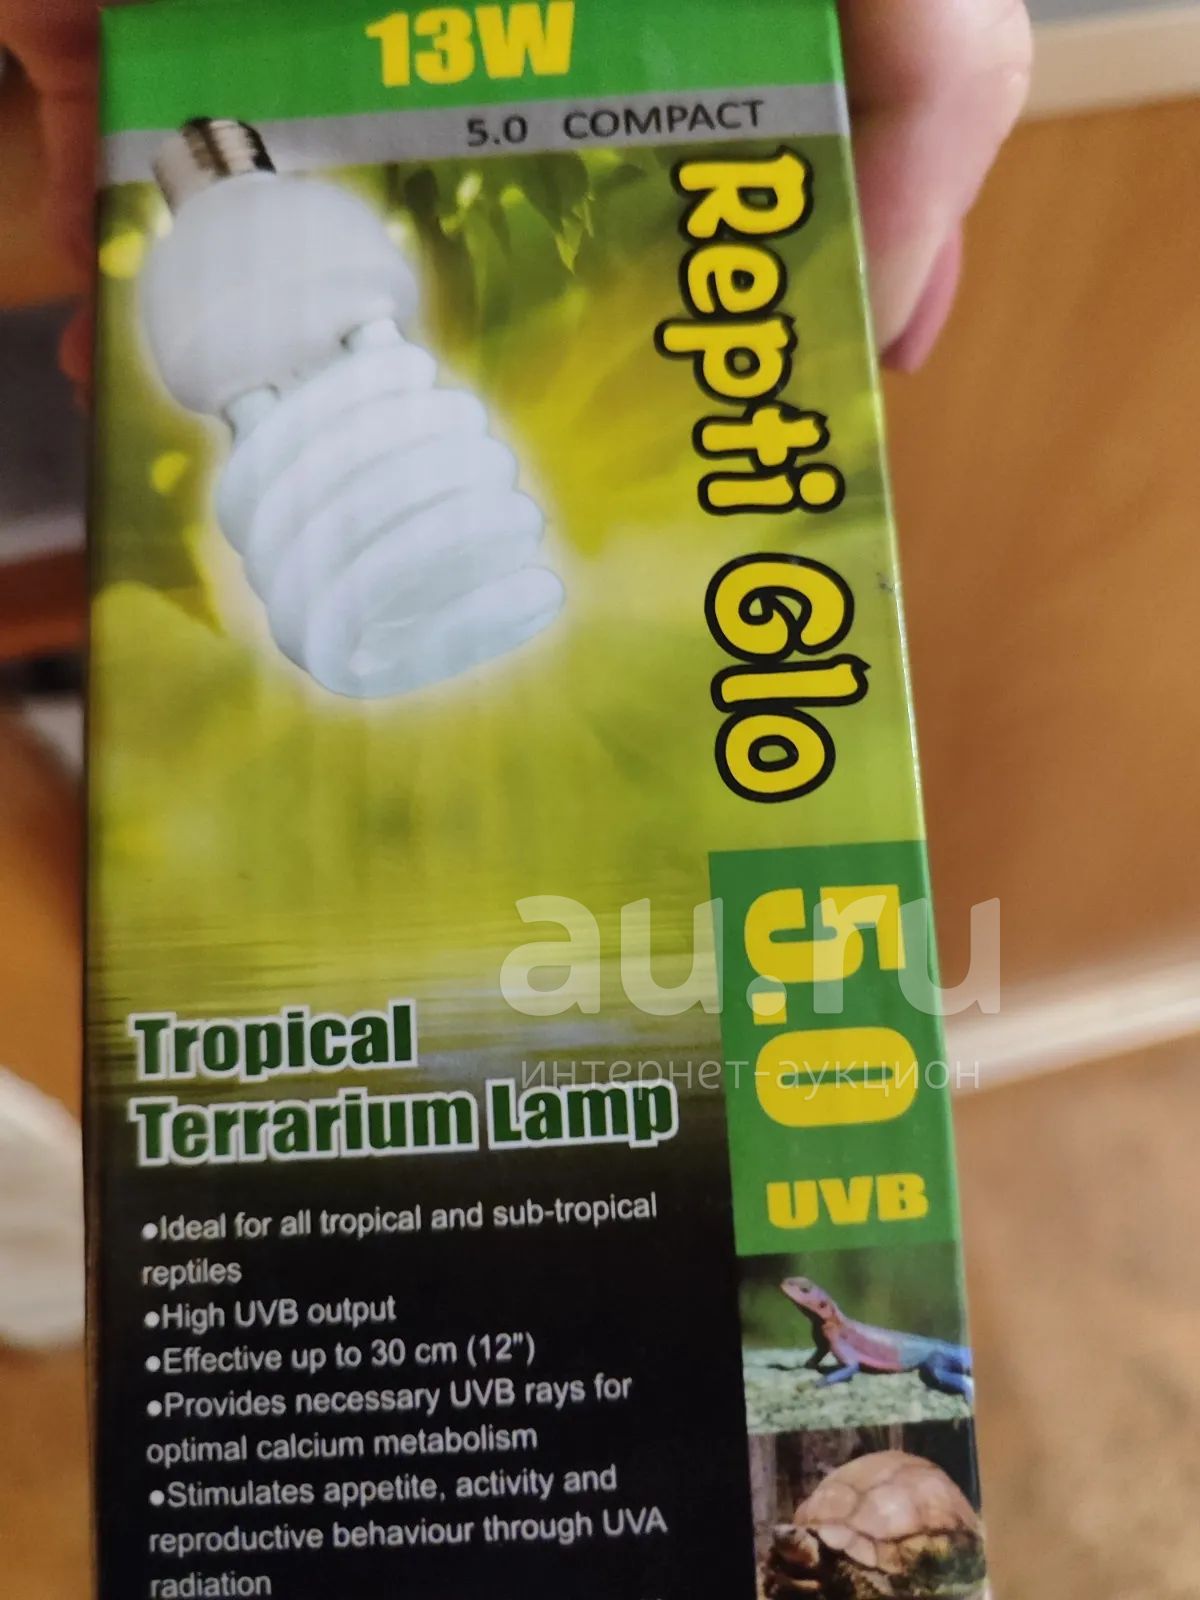 13W
5.0 COMPACT
Repti Glo
5.0
UVB
au.ru
интернет-аукцион
Tropical
Terrarium Lamp
●Ideal for all tropical and sub-tropical
reptiles
●High UVB output
●Effective up to 30 cm (12")
●Provides necessary UVB rays for
optimal calcium metabolism
●Stimulates appetite, activity and
reproductive behaviour through UVA
radiation